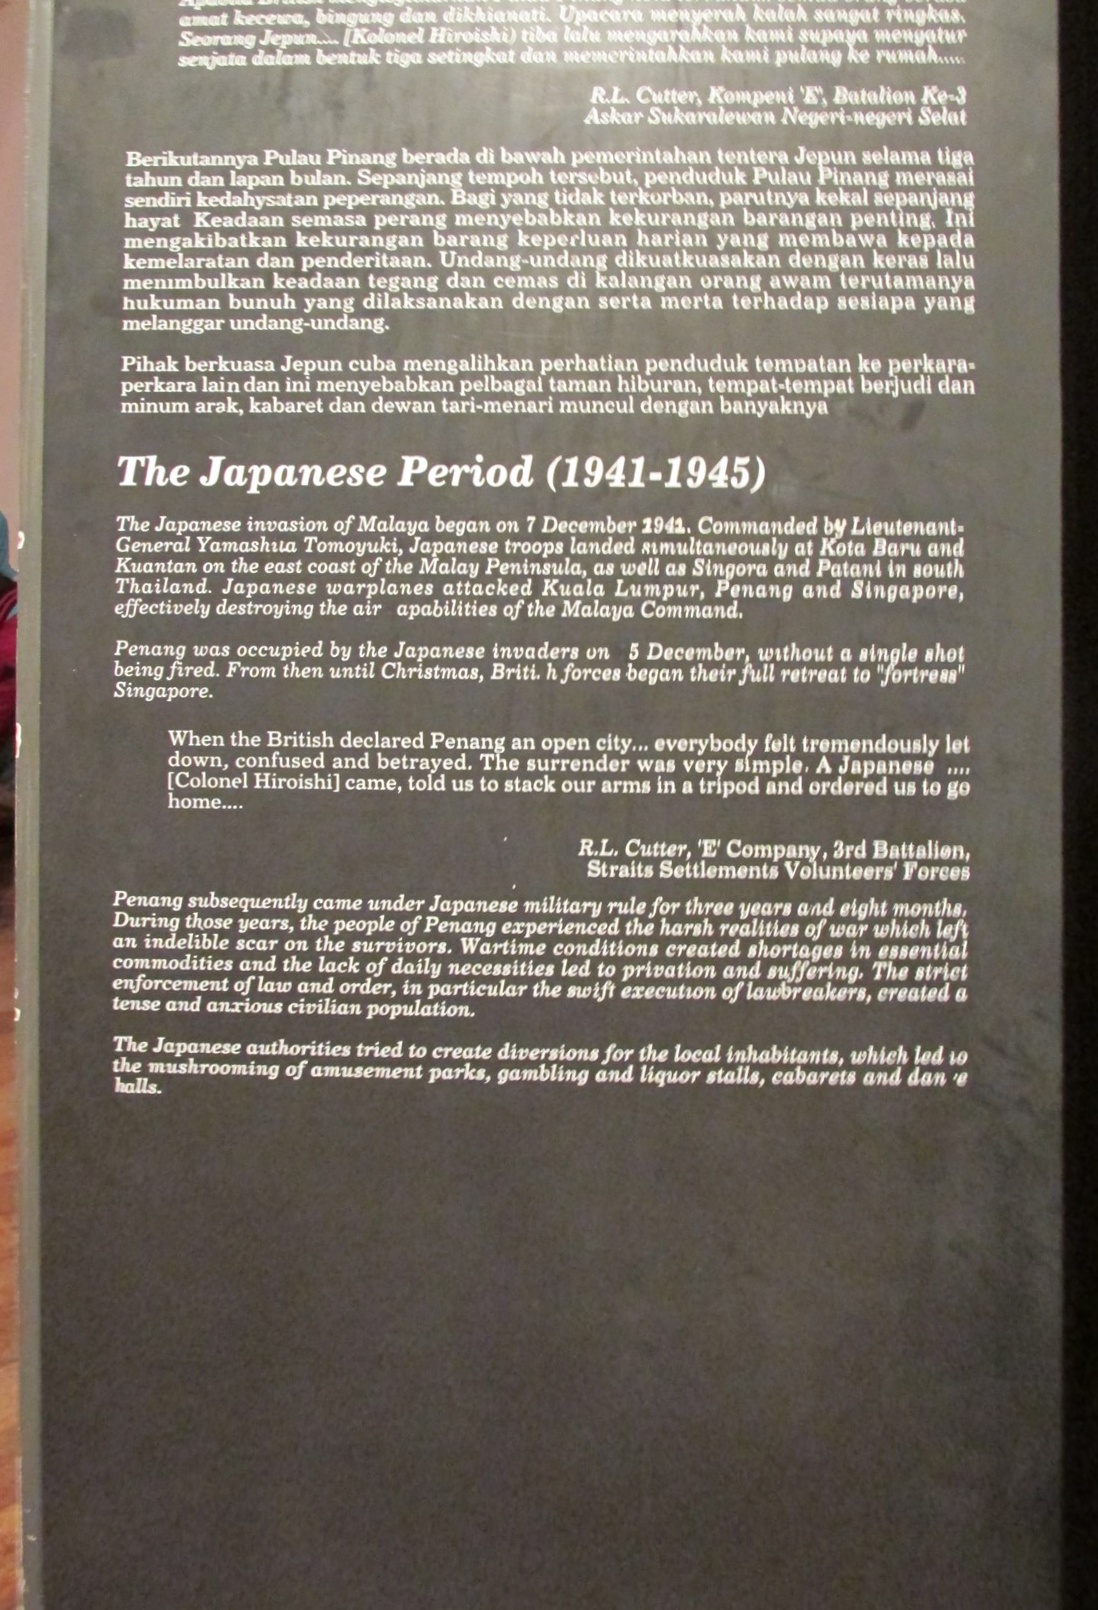 amat kecewa, bingung dan dikhianati. Upacara menyerah kalah sangat ringkas.
Seorang Jepun.... [Kolonel Hiroishi) tiba lalu mengarahkan kami supaya mengatur
senjata dalam bentuk tiga setingkat dan memerintahkan kami pulang ke rumah.....
R.L. Cutter, Kompeni 'E', Batalion Ke-3
Askar Sukaralewan Negeri-negeri Selat
Berikutannya Pulau Pinang berada di bawah pemerintahan tentera Jepun selama tiga
tahun dan lapan bulan. Sepanjang tempoh tersebut, penduduk Pulau Pinang merasai
sendiri kedahysatan peperangan. Bagi yang tidak terkorban, parutnya kekal sepanjang
hayat Keadaan semasa perang menyebabkan kekurangan barangan penting. Ini
mengakibatkan kekurangan barang keperluan harian yang membawa kepada
kemelaratan dan penderitaan. Undang-undang dikuatkuasakan dengan keras lalu
menimbulkan keadaan tegang dan cemas di kalangan orang awam terutamanya
hukuman bunuh yang dilaksanakan dengan serta merta terhadap sesiapa yang
melanggar undang-undang.
Pihak berkuasa Jepun cuba mengalihkan perhatian penduduk tempatan ke perkara-
perkara lain dan ini menyebabkan pelbagai taman hiburan, tempat-tempat berjudi dan
minum arak, kabaret dan dewan tari-menari muncul dengan banyaknya
The Japanese Period (1941-1945)
The Japanese invasion of Malaya began on 7 December 1941. Commanded by Lieutenant-
General Yamashita Tomoyuki, Japanese troops landed simultaneously at Kota Baru and
Kuantan on the east coast of the Malay Peninsula, as well as Singora and Patani in south
Thailand. Japanese warplanes attacked Kuala Lumpur, Penang and Singapore,
effectively destroying the air apabilities of the Malaya Command.
Penang was occupied by the Japanese invaders on 5 December, without a single shot
being fired. From then until Christmas, Briti. h forces began their full retreat to "fortress"
Singapore.
When the British declared Penang an open city... everybody felt tremendously let
down, confused and betrayed. The surrender was very simple. A Japanese ....
[Colonel Hiroishi] came, told us to stack our arms in a tripod and ordered us to go
home....
R.L. Cutter, 'E' Company, 3rd Battalion,
Straits Settlements Volunteers' Forces
Penang subsequently came under Japanese military rule for three years and eight months.
During those years, the people of Penang experienced the harsh realities of war which left
an indelible scar on the survivors. Wartime conditions created shortages in essential
commodities and the lack of daily necessities led to privation and suffering. The strict
enforcement of law and order, in particular the swift execution of lawbreakers, created a
tense and anxious civilian population.
The Japanese authorities tried to create diversions for the local inhabitants, which led to
the mushrooming of amusement parks, gambling and liquor stalls, cabarets and dan e
halls.